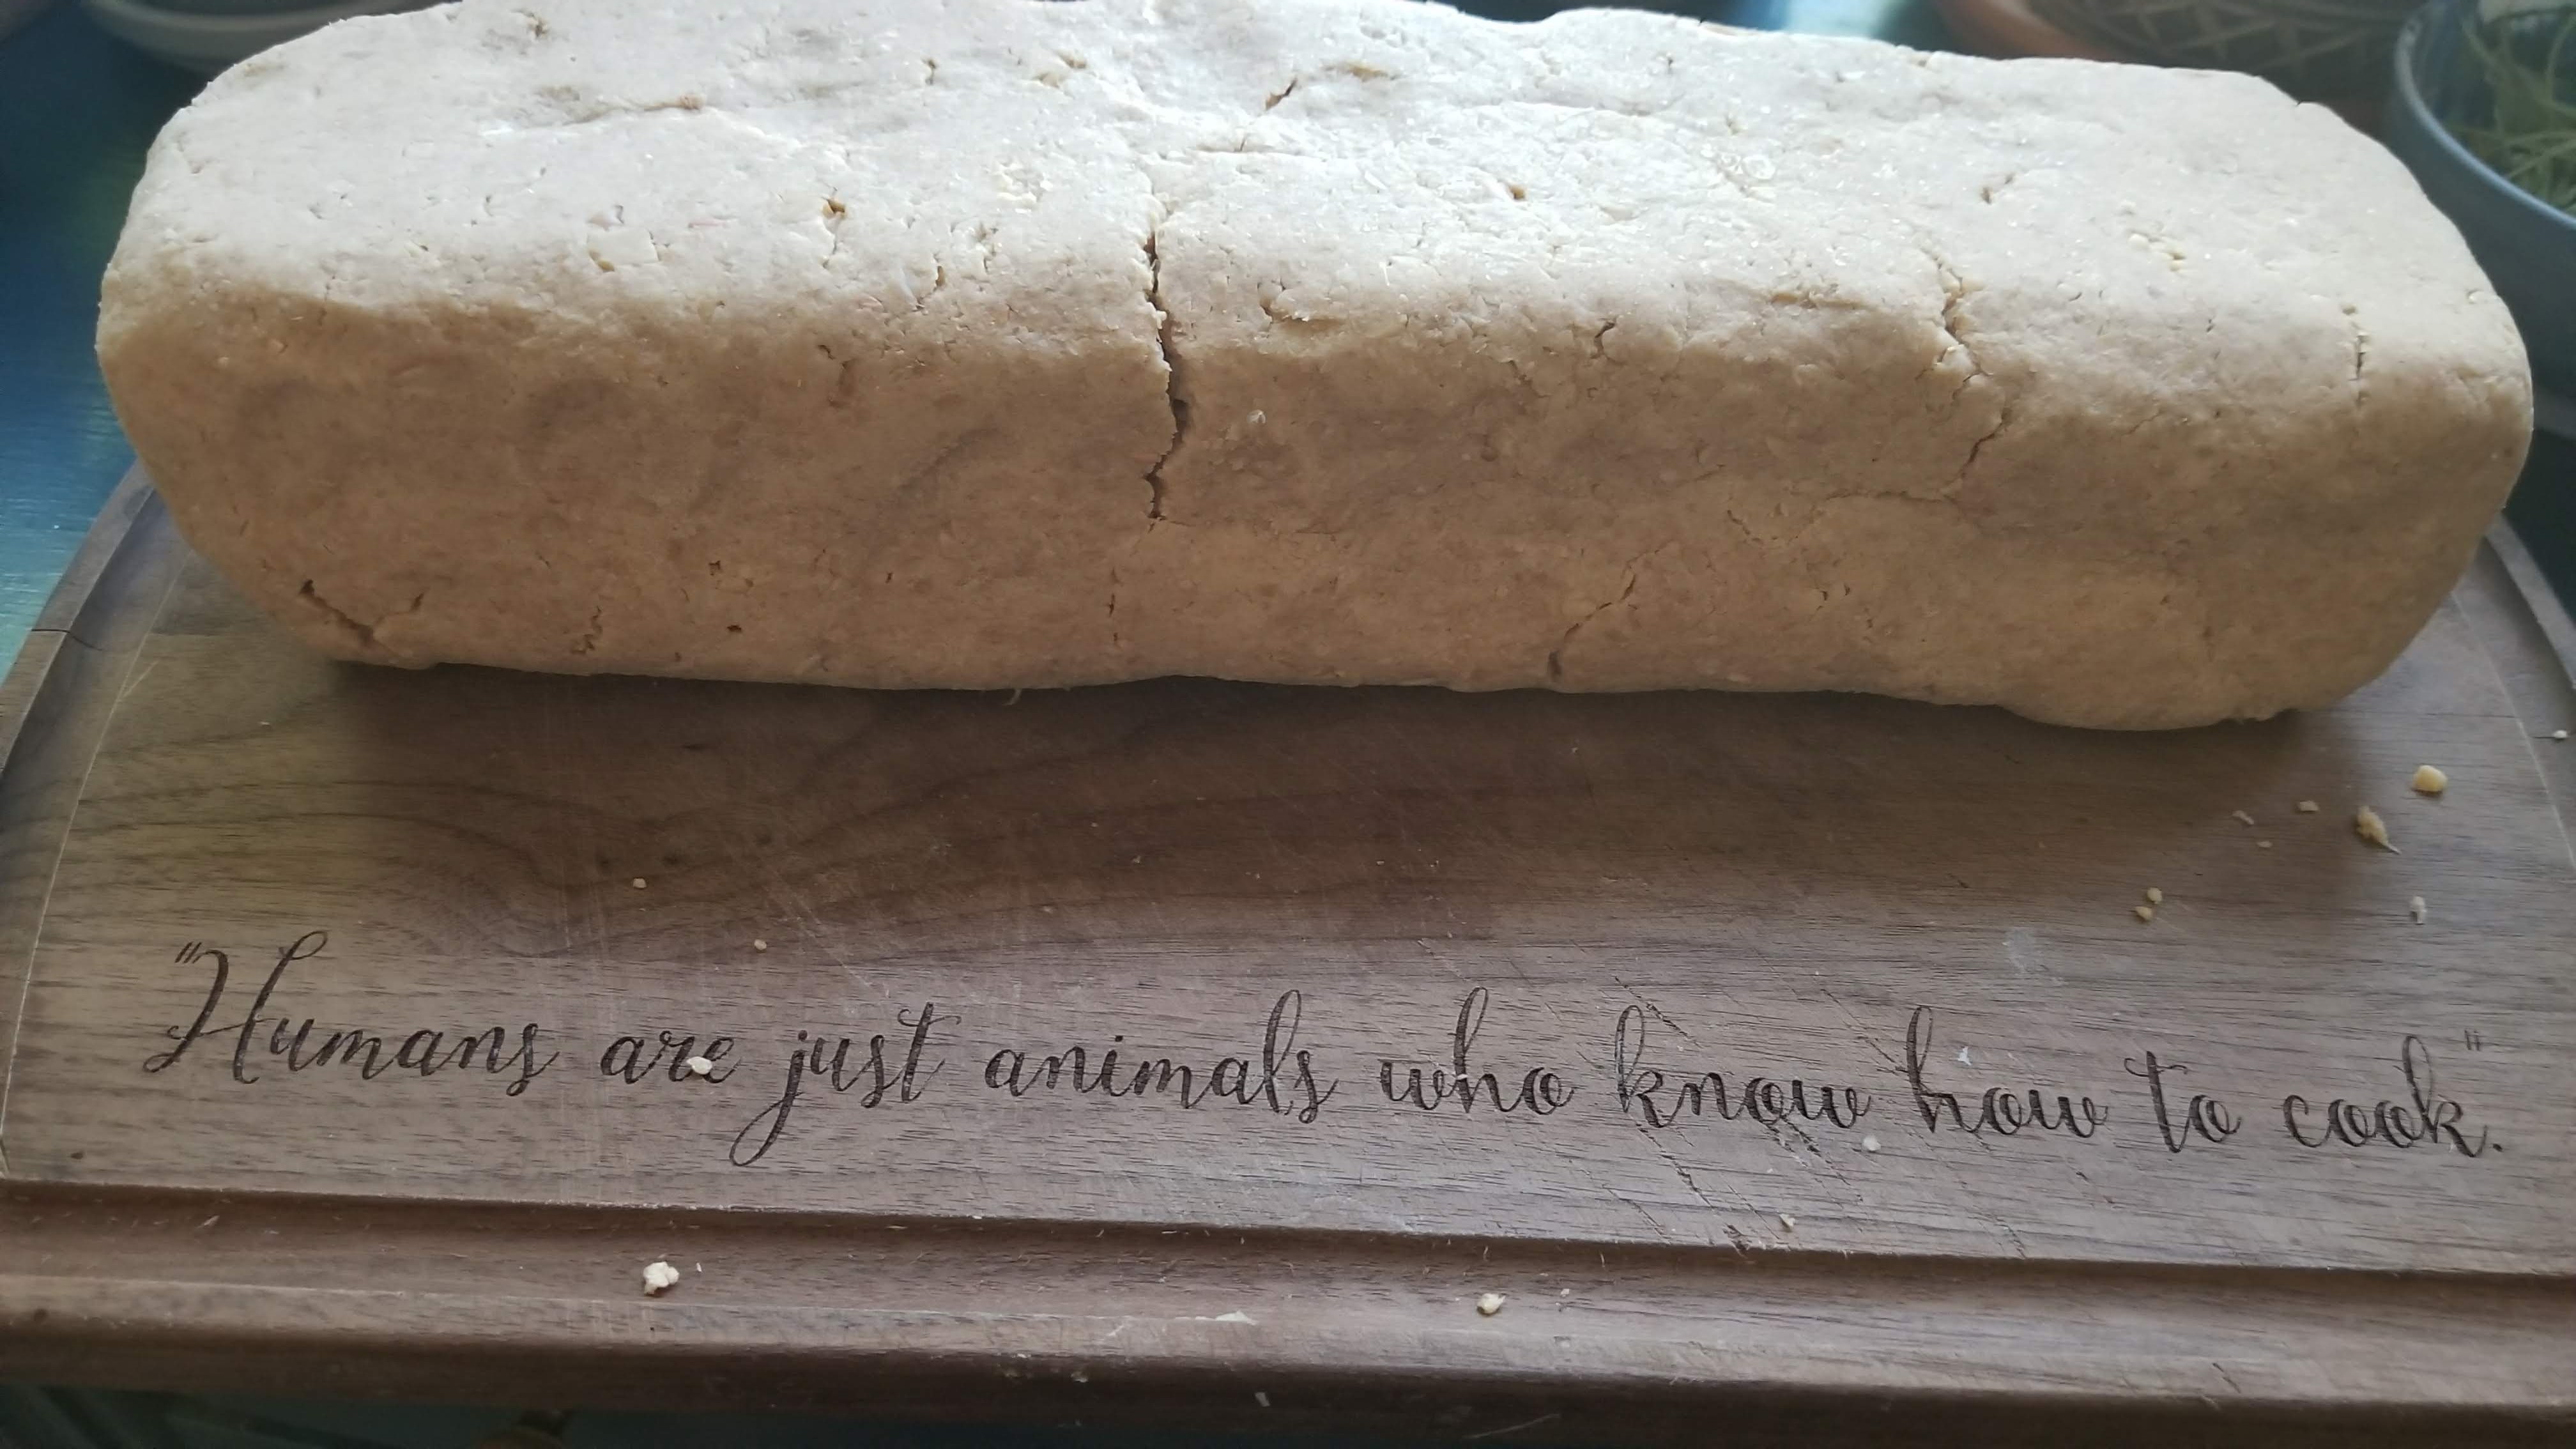 "Humans are just animals who know how to cook."